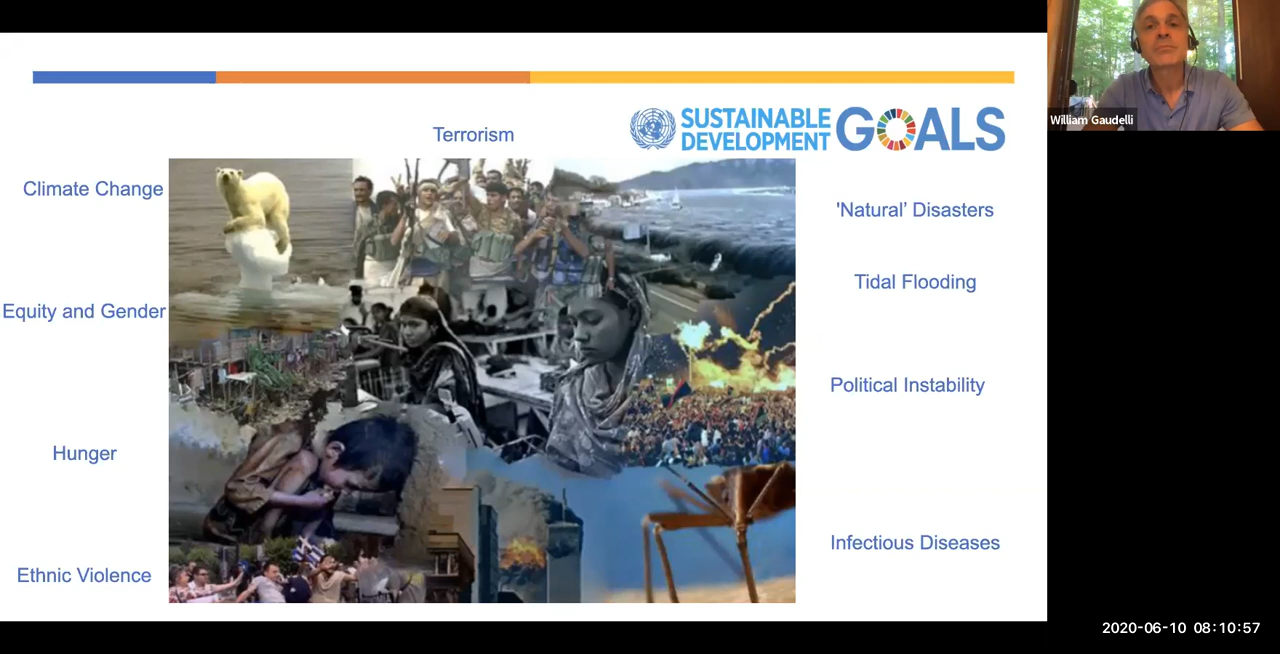 Terrorism
SUSTAINABLE
DEVELOPMENT
GOALS
William Gaudelli
Climate Change
'Natural’ Disasters
Tidal Flooding
Equity and Gender
Political Instability
Hunger
Infectious Diseases
Ethnic Violence
2020-06-10 08:10:57